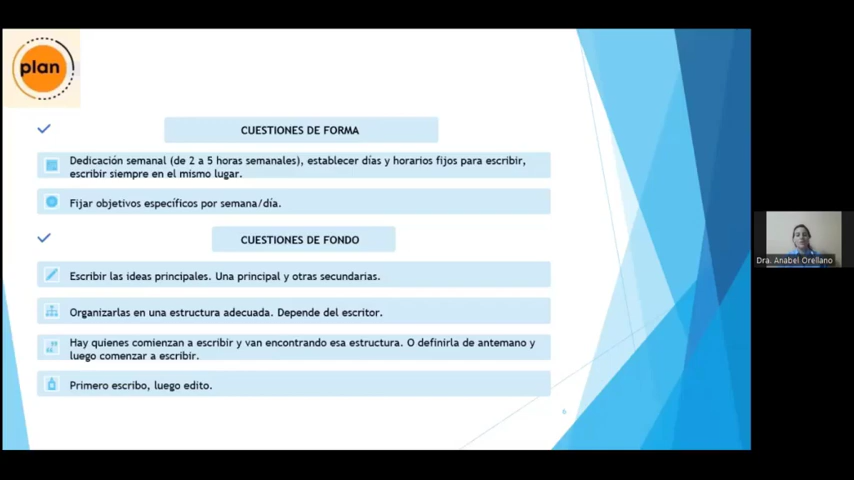 plan
CUESTIONES DE FORMA
Dedicación semanal (de 2 a 5 horas semanales), establecer días y horarios fijos para escribir,
escribir siempre en el mismo lugar.
Fijar objetivos específicos por semana/día.
CUESTIONES DE FONDO
Escribir las ideas principales. Una principal y otras secundarias.
Organizarlas en una estructura adecuada. Depende del escritor.
Hay quienes comienzan a escribir y van encontrando esa estructura. O definirla de antemano y
luego comenzar a escribir.
Primero escribo, luego edito.
6
Dra. Anabel Orellano